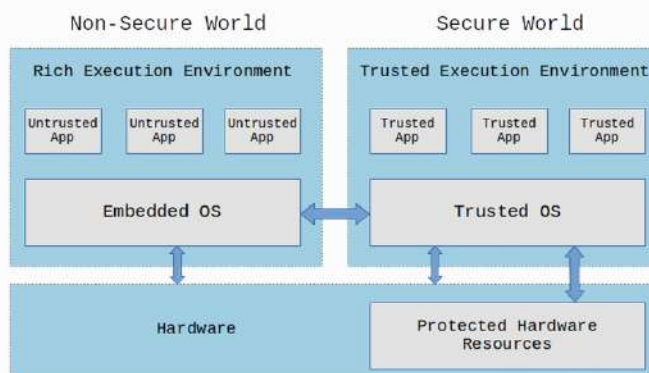 Non-Secure World
Secure World
Rich Execution Environment
Trusted Execution Environment
Untrusted
App
Untrusted
App
Untrusted
App
Trusted
App
Trusted
App
Trusted
App
Embedded OS
Trusted OS
Hardware
Protected Hardware
Resources